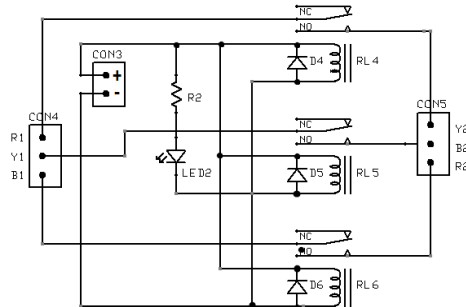 NC
NO
CON3
+
-
D4
RL4
R2
CON4
CON5
R1
NC
Y2
Y1
NO
B2
B1
LED2
D5
RL5
R2
NC
NO
D6
RL6